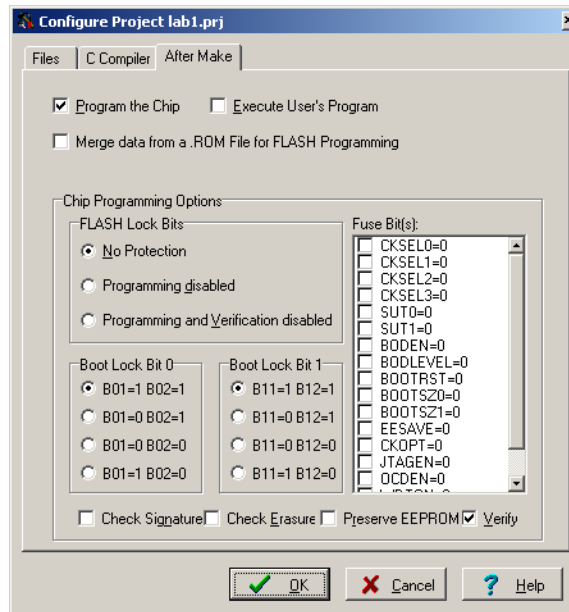 Configure Project lab1.prj
Files
C Compiler
After Make
Program the Chip
Execute User's Program
Merge data from a .ROM File for FLASH Programming
Chip Programming Options
FLASH Lock Bits
No Protection
Programming disabled
Programming and Verification disabled
Boot Lock Bit 0
B01=1 B02=1
B01=0 B02=1
B01=0 B02=0
B01=1 B02=0
Boot Lock Bit 1
B11=1 B12=1
B11=0 B12=1
B11=0 B12=0
B11=1 B12=0
Fuse Bit(s):
CKSEL0=0
CKSEL1=0
CKSEL2=0
CKSEL3=0
SUT0=0
SUT1=0
BODEN=0
BODLEVEL=0
BOOTRST=0
BOOTSZ0=0
BOOTSZ1=0
EESAVE=0
CKOPT=0
JTAGEN=0
OCDEN=0
Check Signature
Check Erasure
Preserve EEPROM
Verify
OK
Cancel
Help